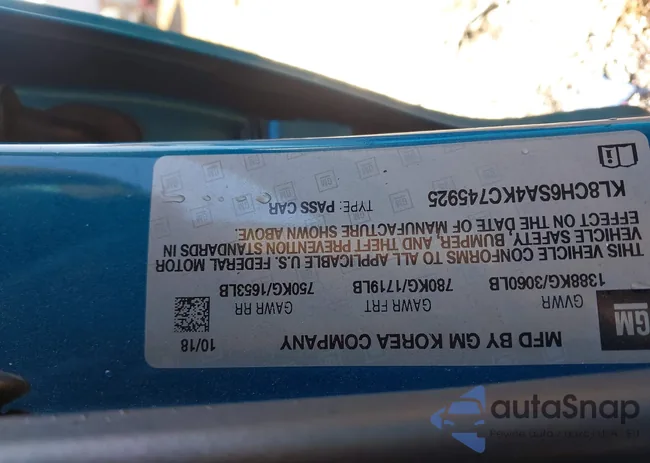 GM
MFD BY GM KOREA COMPANY
10/18
GVWR
GAWR FRT
GAWR RR
1388KG/3060LB
780KG/1719LB
750KG/1653LB
THIS VEHICLE CONFORMS TO ALL APPLICABLE U.S. FEDERAL MOTOR
VEHICLE SAFETY, BUMPER, AND THEFT PREVENTION STANDARDS IN
EFFECT ON THE DATE OF MANUFACTURE SHOWN ABOVE.
KL8CH6SA4KC745925
TYPE: PASS CAR
autoSnap